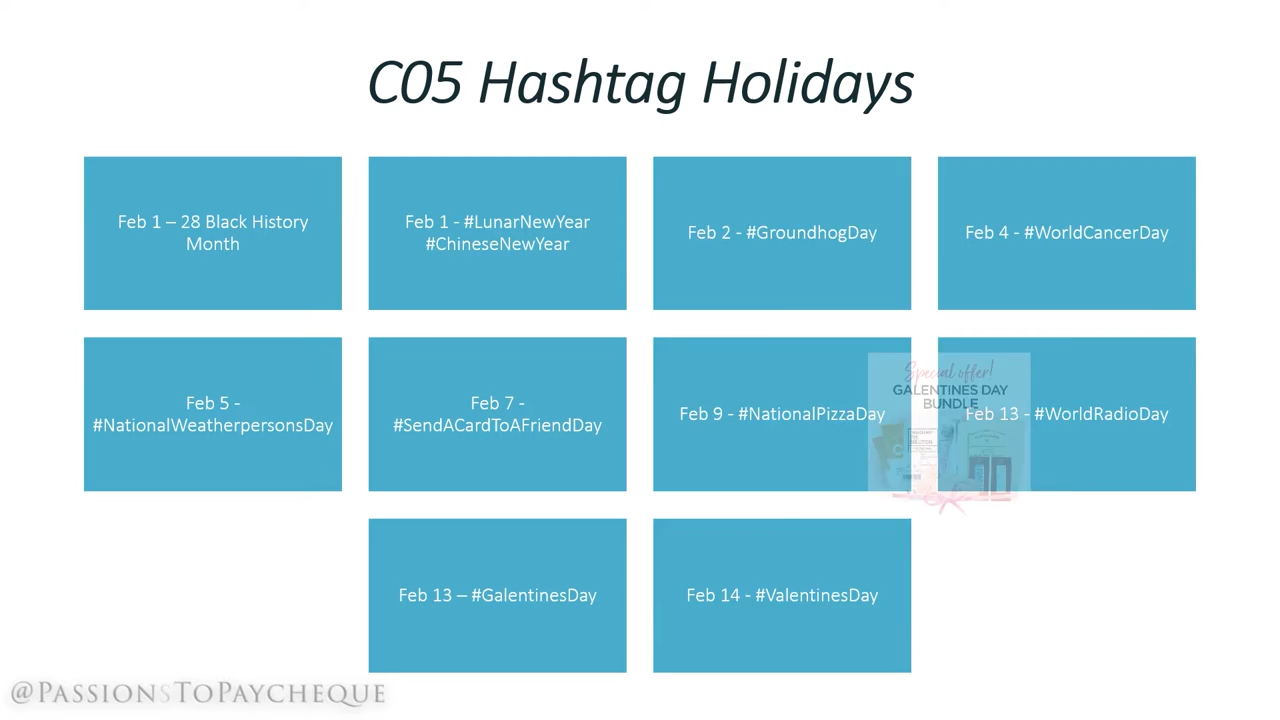 C05 Hashtag Holidays
Feb 1 – 28 Black History
Month
Feb 1 - #LunarNewYear
#ChineseNewYear
Feb 2 - #GroundhogDay
Feb 4 - #WorldCancerDay
Feb 5 -
#NationalWeatherpersonsDay
Feb 7 -
#SendACardToAFriendDay
Feb 9 - #NationalPizzaDay
Feb 13 - #WorldRadioDay
Special offer!
GALENTINES DAY
BUNDLE
Feb 13 – #GalentinesDay
Feb 14 - #ValentinesDay
@PassionsToPaycheque